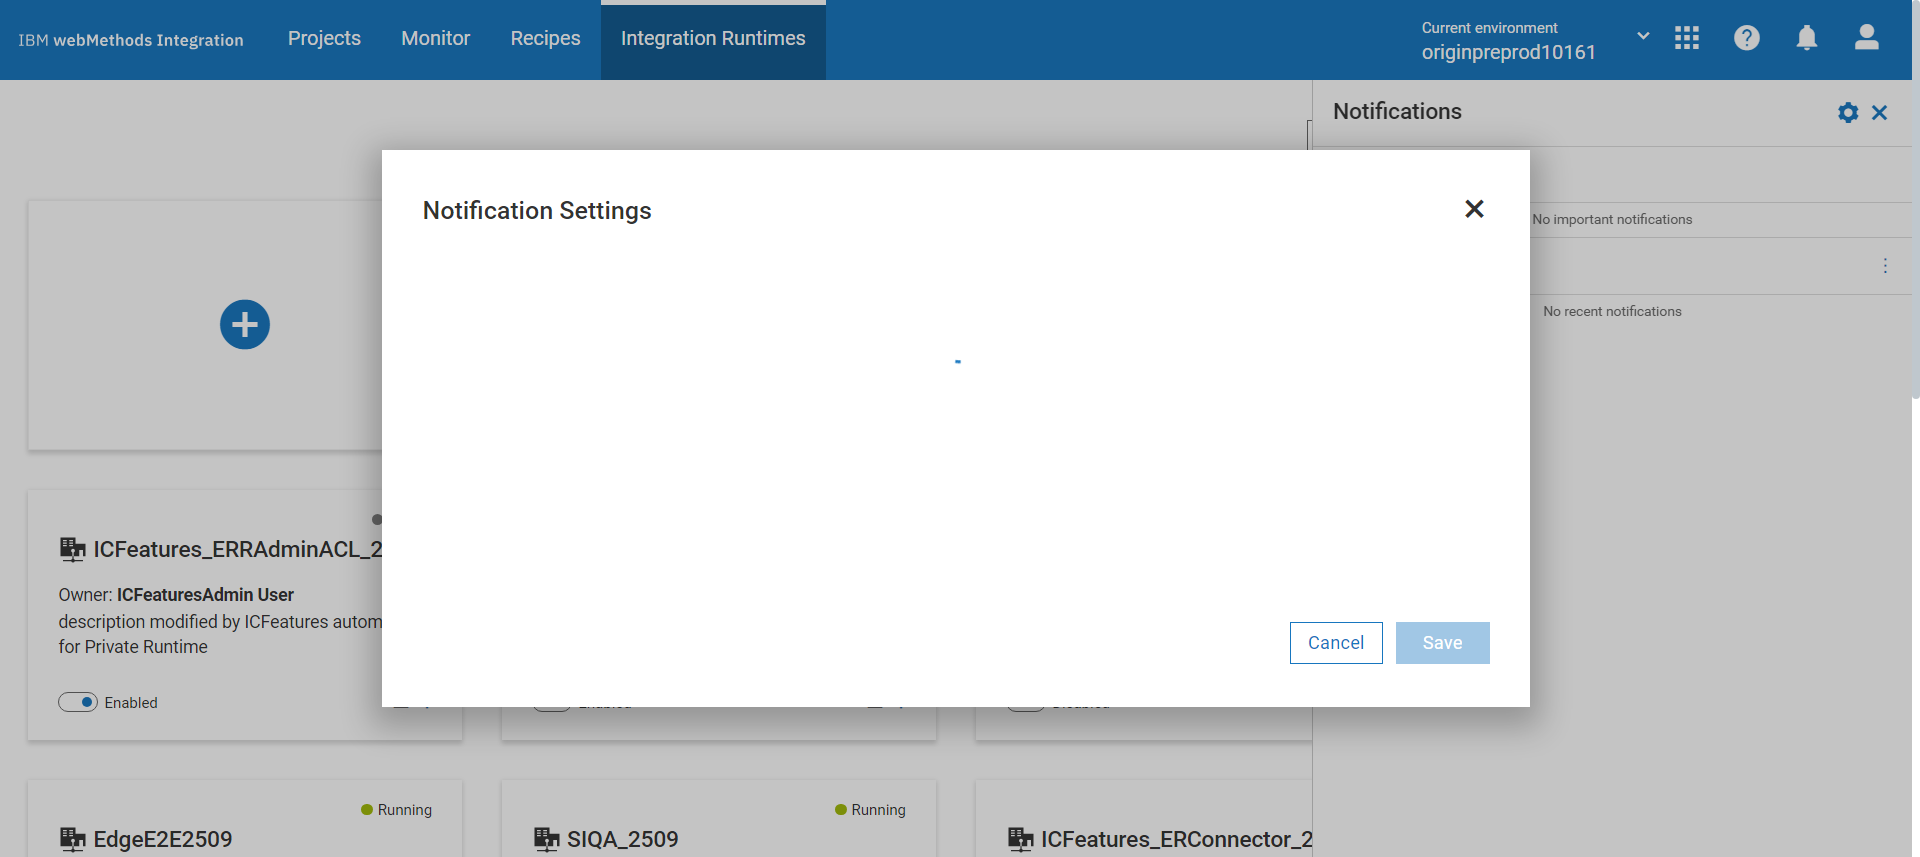 IBM webMethods Integration
Projects
Monitor
Recipes
Integration Runtimes
Current environment
originpreprod10161
Notifications
Notification Settings
No important notifications
No recent notifications
ICFeatures_ERRAdminACL_2
Owner: ICFeaturesAdmin User
description modified by ICFeatures autom
for Private Runtime
Enabled
Cancel
Save
Running
EdgeE2E2509
Running
SIQA_2509
ICFeatures_ERConnector_2